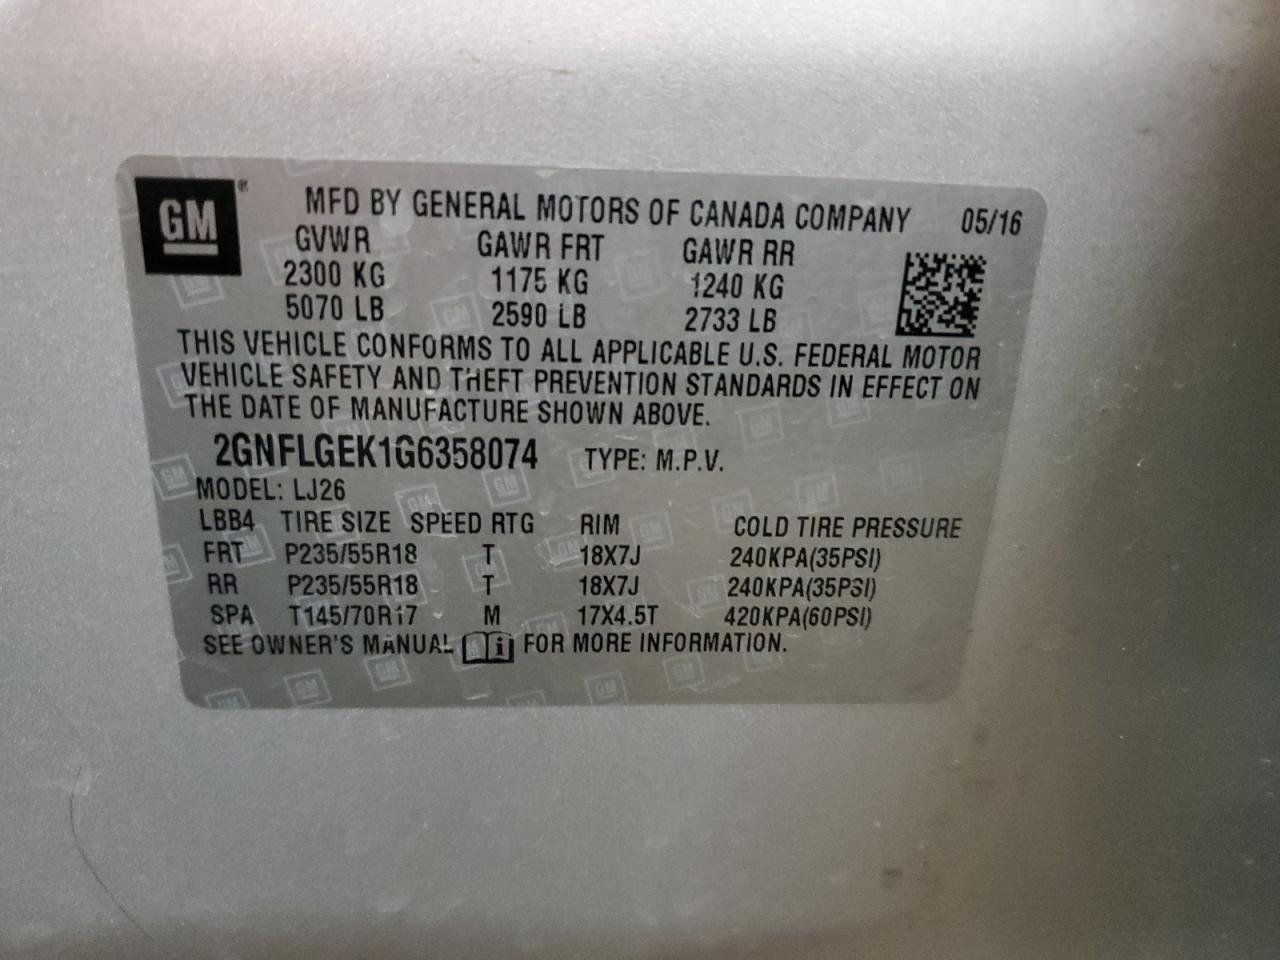 GM ® MFD BY GENERAL MOTORS OF CANADA COMPANY 05/16
GVWR GAWR FRT GAWR RR
2300 KG 1175 KG 1240 KG
5070 LB 2590 LB 2733 LB
THIS VEHICLE CONFORMS TO ALL APPLICABLE U.S. FEDERAL MOTOR
VEHICLE SAFETY AND THEFT PREVENTION STANDARDS IN EFFECT ON
THE DATE OF MANUFACTURE SHOWN ABOVE.
2GNFLGEK1G6358074 TYPE: M.P.V.
MODEL: LJ26
LBB4 TIRE SIZE SPEED RTG RIM COLD TIRE PRESSURE
FRT P235/55R18 T 18X7J 240KPA(35PSI)
RR P235/55R18 T 18X7J 240KPA(35PSI)
SPA T145/70R17 M 17X4.5T 420KPA(60PSI)
SEE OWNER'S MANUAL i FOR MORE INFORMATION.